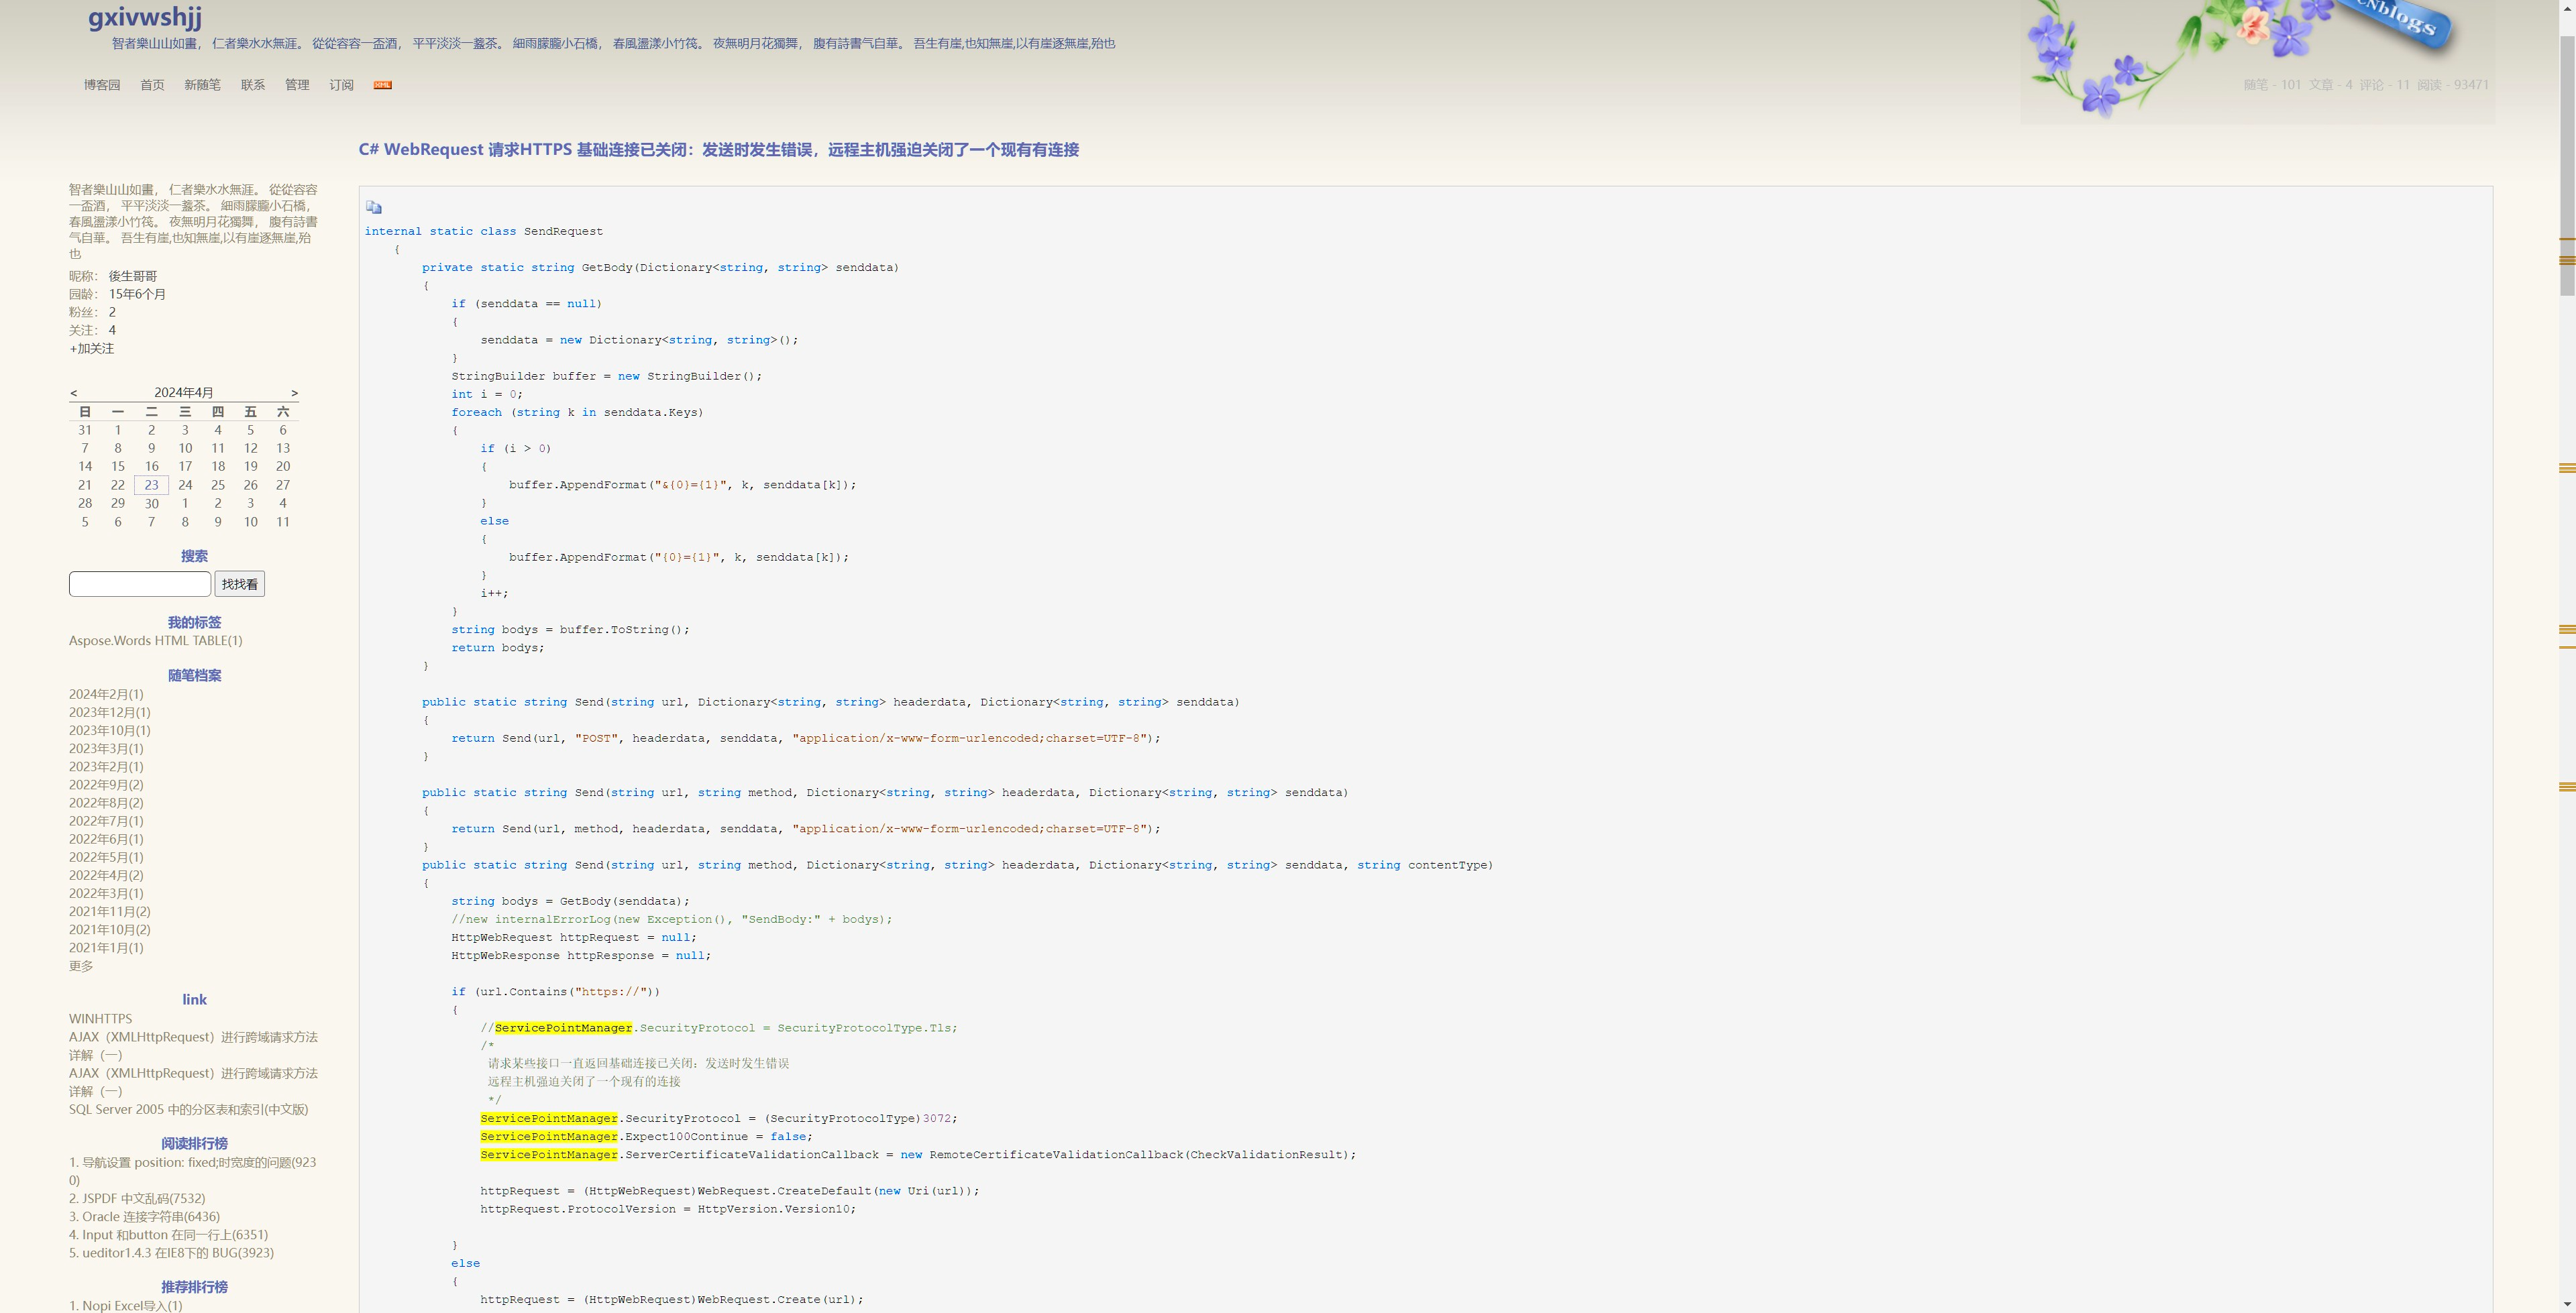 gxivwshjj
智者樂山山如畫， 仁者樂水水無涯。 從從容容一盃酒， 平平淡淡一盞茶。 細雨朦朧小石橋， 春風盪漾小竹筏。 夜無明月花獨舞， 腹有詩書气自華。 吾生有崖,也知無崖,以有崖逐無崖,殆也
CNblogs
博客园 首页 新随笔 联系 管理 订阅 XML
随笔 - 101 文章 - 4 评论 - 11 阅读 - 93471
智者樂山山如畫， 仁者樂水水無涯。 從從容容
一盃酒， 平平淡淡一盞茶。 細雨朦朧小石橋，
春風盪漾小竹筏。 夜無明月花獨舞， 腹有詩書
气自華。 吾生有崖,也知無崖,以有崖逐無崖,殆
也
昵称： 後生哥哥
园龄： 15年6个月
粉丝： 2
关注： 4
+加关注
< 2024年4月 >
日 一 二 三 四 五 六
31 1 2 3 4 5 6
7 8 9 10 11 12 13
14 15 16 17 18 19 20
21 22 23 24 25 26 27
28 29 30 1 2 3 4
5 6 7 8 9 10 11
搜索
找找看
我的标签
Aspose.Words HTML TABLE(1)
随笔档案
2024年2月(1)
2023年12月(1)
2023年10月(1)
2023年3月(1)
2023年2月(1)
2022年9月(2)
2022年8月(2)
2022年7月(1)
2022年6月(1)
2022年5月(1)
2022年4月(2)
2022年3月(1)
2021年11月(2)
2021年10月(2)
2021年1月(1)
更多
link
WINHTTPS
AJAX（XMLHttpRequest）进行跨域请求方法
详解（一）
AJAX（XMLHttpRequest）进行跨域请求方法
详解（一）
SQL Server 2005 中的分区表和索引(中文版)
阅读排行榜
1. 导航设置 position: fixed;时宽度的问题(923
0)
2. JSPDF 中文乱码(7532)
3. Oracle 连接字符串(6436)
4. Input 和button 在同一行上(6351)
5. ueditor1.4.3 在IE8下的 BUG(3923)
推荐排行榜
1. Nopi Excel导入(1)
C# WebRequest 请求HTTPS 基础连接已关闭：发送时发生错误，远程主机强迫关闭了一个现有有连接
internal static class SendRequest
{
private static string GetBody(Dictionary<string, string> senddata)
{
if (senddata == null)
{
senddata = new Dictionary<string, string>();
}
StringBuilder buffer = new StringBuilder();
int i = 0;
foreach (string k in senddata.Keys)
{
if (i > 0)
{
buffer.AppendFormat("&{0}={1}", k, senddata[k]);
}
else
{
buffer.AppendFormat("{0}={1}", k, senddata[k]);
}
i++;
}
string bodys = buffer.ToString();
return bodys;
}
public static string Send(string url, Dictionary<string, string> headerdata, Dictionary<string, string> senddata)
{
return Send(url, "POST", headerdata, senddata, "application/x-www-form-urlencoded;charset=UTF-8");
}
public static string Send(string url, string method, Dictionary<string, string> headerdata, Dictionary<string, string> senddata)
{
return Send(url, method, headerdata, senddata, "application/x-www-form-urlencoded;charset=UTF-8");
}
public static string Send(string url, string method, Dictionary<string, string> headerdata, Dictionary<string, string> senddata, string contentType)
{
string bodys = GetBody(senddata);
//new internalErrorLog(new Exception(), "SendBody:" + bodys);
HttpWebRequest httpRequest = null;
HttpWebResponse httpResponse = null;
if (url.Contains("https://"))
{
//ServicePointManager.SecurityProtocol = SecurityProtocolType.Tls;
/*
请求某些接口一直返回基础连接已关闭：发送时发生错误
远程主机强迫关闭了一个现有的连接
*/
ServicePointManager.SecurityProtocol = (SecurityProtocolType)3072;
ServicePointManager.Expect100Continue = false;
ServicePointManager.ServerCertificateValidationCallback = new RemoteCertificateValidationCallback(CheckValidationResult);
httpRequest = (HttpWebRequest)WebRequest.CreateDefault(new Uri(url));
httpRequest.ProtocolVersion = HttpVersion.Version10;
}
else
{
httpRequest = (HttpWebRequest)WebRequest.Create(url);